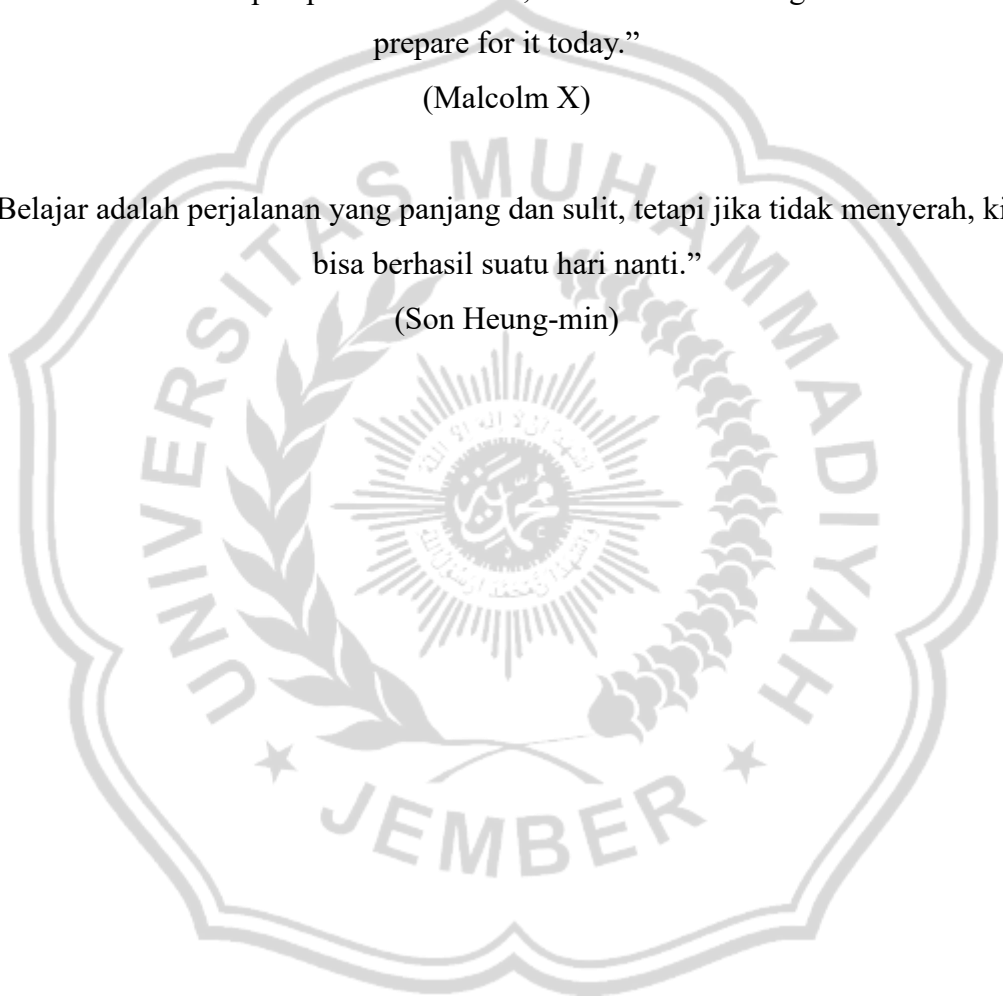 prepare for it today.”
(Malcolm X)
Belajar adalah perjalanan yang panjang dan sulit, tetapi jika tidak menyerah,
bisa berhasil suatu hari nanti.”
(Son Heung-min)
UNIVERSITAS MUHAMMADIYAH
JEMBER